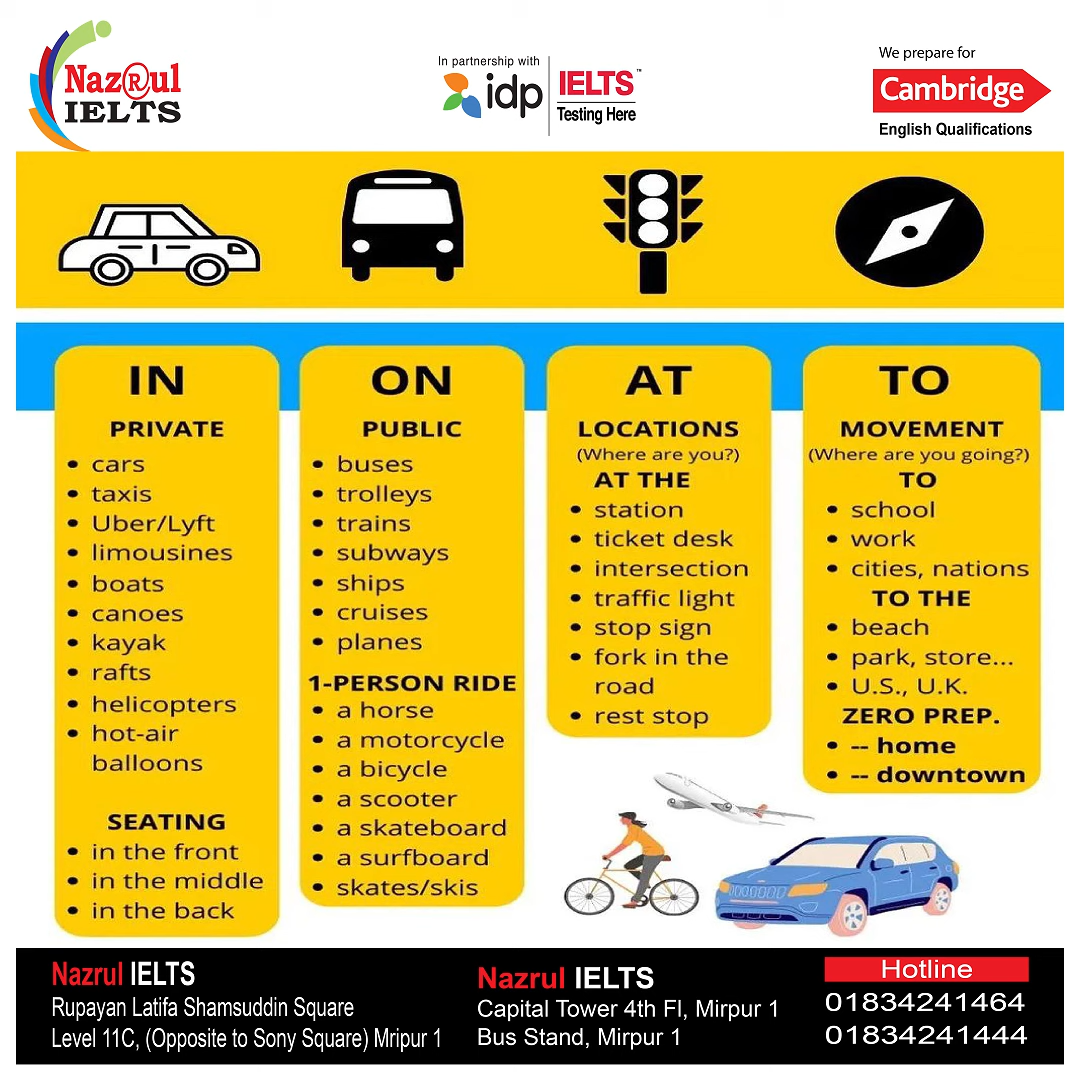 Nazrul
IELTS
In partnership with
idp
IELTS™
Testing Here
We prepare for
Cambridge
English Qualifications
IN
PRIVATE
• cars
• taxis
• Uber/Lyft
• limousines
• boats
• canoes
• kayak
• rafts
• helicopters
• hot-air
balloons
SEATING
• in the front
• in the middle
• in the back
ON
PUBLIC
• buses
• trolleys
• trains
• subways
• ships
• cruises
• planes
1-PERSON RIDE
• a horse
• a motorcycle
• a bicycle
• a scooter
• a skateboard
• a surfboard
• skates/skis
AT
LOCATIONS
(Where are you?)
AT THE
• station
• ticket desk
• intersection
• traffic light
• stop sign
• fork in the
road
• rest stop
TO
MOVEMENT
(Where are you going?)
TO
• school
• work
• cities, nations
TO THE
• beach
• park, store...
• U.S., U.K.
ZERO PREP.
• -- home
• -- downtown
Nazrul IELTS
Rupayan Latifa Shamsuddin Square
Level 11C, (Opposite to Sony Square) Mripur 1
Nazrul IELTS
Capital Tower 4th Fl, Mirpur 1
Bus Stand, Mirpur 1
Hotline
01834241464
01834241444